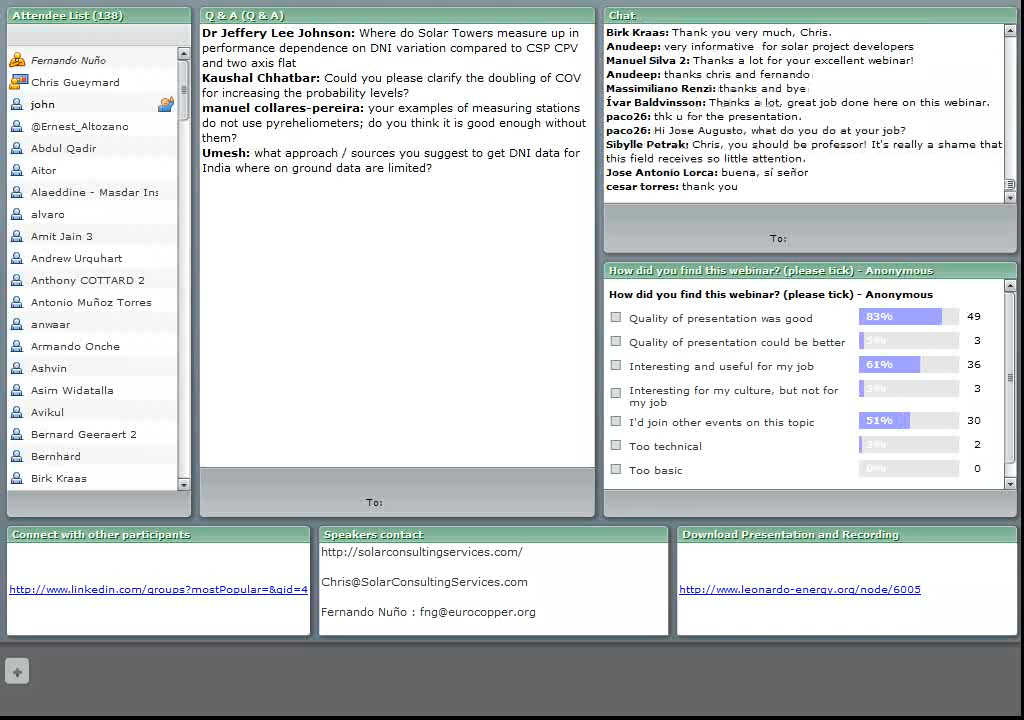 Attendee List (138)
Fernando Nuño
Chris Gueymard
john
@Ernest_Altozano
Abdul Qadir
Aitor
Alaeddine - Masdar Ins
alvaro
Amit Jain 3
Andrew Urquhart
Anthony COTTARD 2
Antonio Muñoz Torres
anwaar
Armando Onche
Ashvin
Asim Widatalla
Avikul
Bernard Geeraert 2
Bernhard
Birk Kraas
Q & A (Q & A)
Dr Jeffery Lee Johnson: Where do Solar Towers measure up in
performance dependence on DNI variation compared to CSP CPV
and two axis flat
Kaushal Chhatbar: Could you please clarify the doubling of COV
for the probability levels?
manuel collares-pereira: your examples of measuring stations
do not use pyreheliometers; do you think it is good enough without
them?
Umesh: what approach / sources you suggest to get DNI data for
India where on ground data are limited?
To:
Chat
Birk Kraas: Thank you very much, Chris.
Anudeep: very informative  for solar project developers
Manuel Silva 2: Thanks a lot for your excellent webinar!
Anudeep: thanks chris and fernando
Massimiliano Renzi: thanks and bye
Ívar Baldvinsson: Thanks a lot, great job done here on this webinar.
paco26: thk u for the presentation.
paco26: Hi Jose Augusto, what do you do at your job?
Sibylle Petrak: Chris, you should be professor! It's really a shame that
this field receives so little attention.
Jose Antonio Lorca: buena, sí señor
cesar torres: thank you
To:
How did you find this webinar? (please tick) - Anonymous
How did you find this webinar? (please tick) - Anonymous
Quality of presentation was good 83% 49
Quality of presentation could be better 5% 3
Interesting and useful for my job 61% 36
Interesting for my culture, but not for
my job 5% 3
I'd join other events on this topic 51% 30
Too technical 3% 2
Too basic 0% 0
Connect with other participants
http://www.linkedin.com/groups?mostPopular=&gid=4
Speakers contact
http://solarconsultingservices.com/
Chris@SolarConsultingServices.com
Fernando Nuño : fng@eurocopper.org
Download Presentation and Recording
http://www.leonardo-energy.org/node/6005